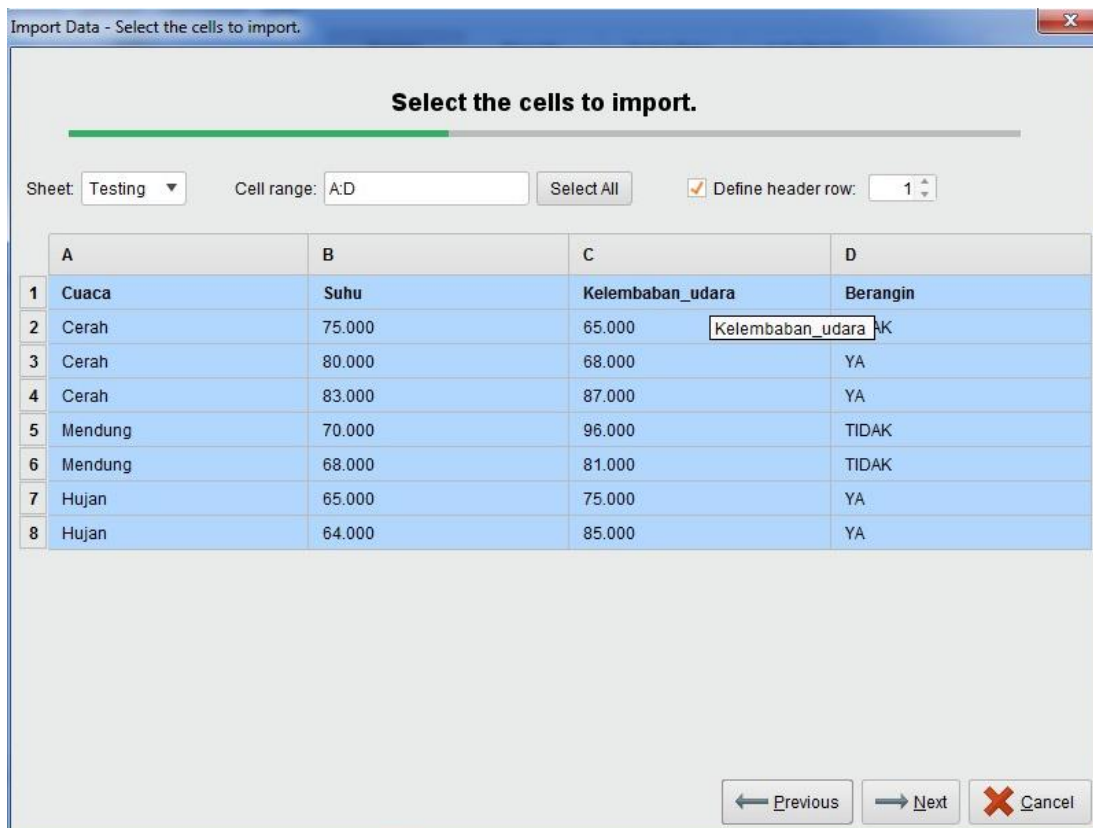 Import Data - Select the cells to import.
Select the cells to import.
Sheet: Testing Cell range: A:D Select All Define header row: 1
A B C D
1 Cuaca Suhu Kelembaban_udara Berangin
2 Cerah 75.000 65.000 Kelembaban_udara AK
3 Cerah 80.000 68.000 YA
4 Cerah 83.000 87.000 YA
5 Mendung 70.000 96.000 TIDAK
6 Mendung 68.000 81.000 TIDAK
7 Hujan 65.000 75.000 YA
8 Hujan 64.000 85.000 YA
Previous Next Cancel